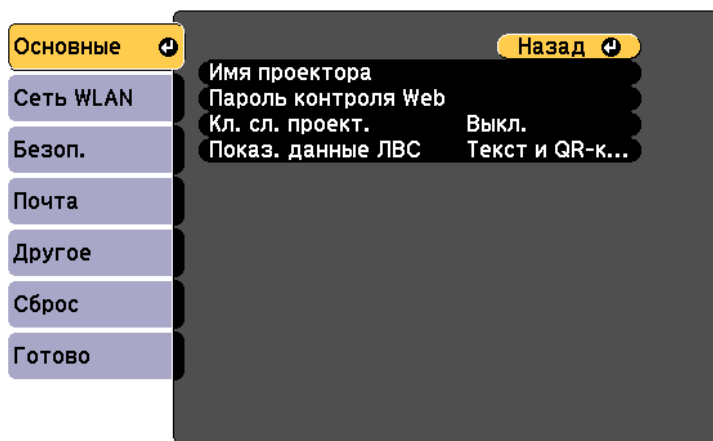 Основные
Сеть WLAN
Безоп.
Почта
Другое
Сброс
Готово
Назад
Имя проектора
Пароль контроля Web
Кл. сл. проект. Выкл.
Показ. данные ЛВС Текст и QR-к...